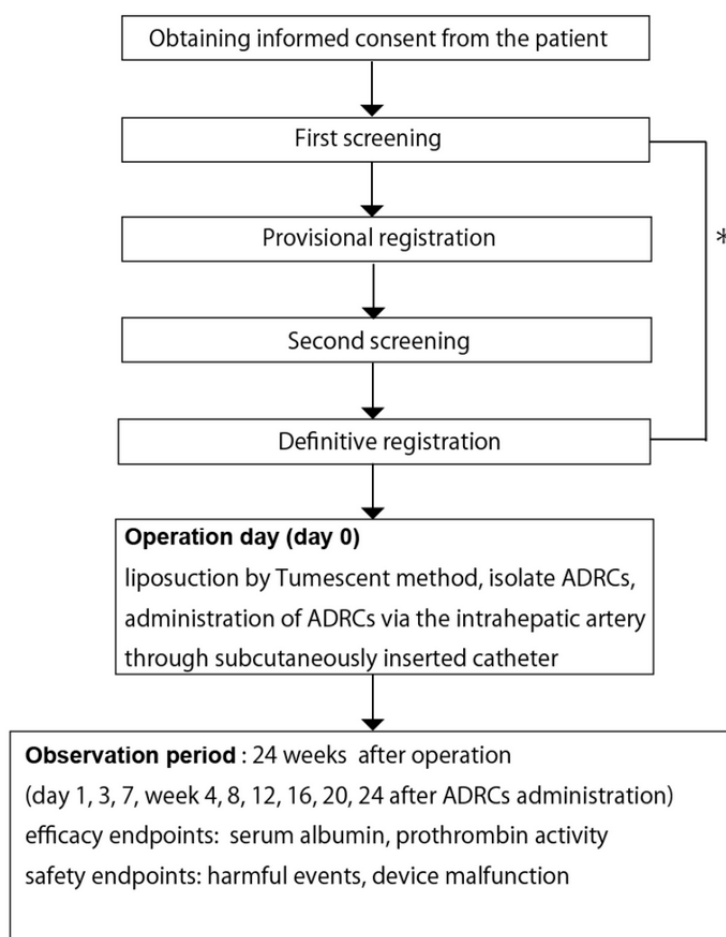 Obtaining informed consent from the patient
First screening
Provisional registration
*
Second screening
Definitive registration
Operation day (day 0)
liposuction by Tumescent method, isolate ADRCs,
administration of ADRCs via the intrahepatic artery
through subcutaneously inserted catheter
Observation period : 24 weeks after operation
(day 1, 3, 7, week 4, 8, 12, 16, 20, 24 after ADRCs administration)
efficacy endpoints: serum albumin, prothrombin activity
safety endpoints: harmful events, device malfunction